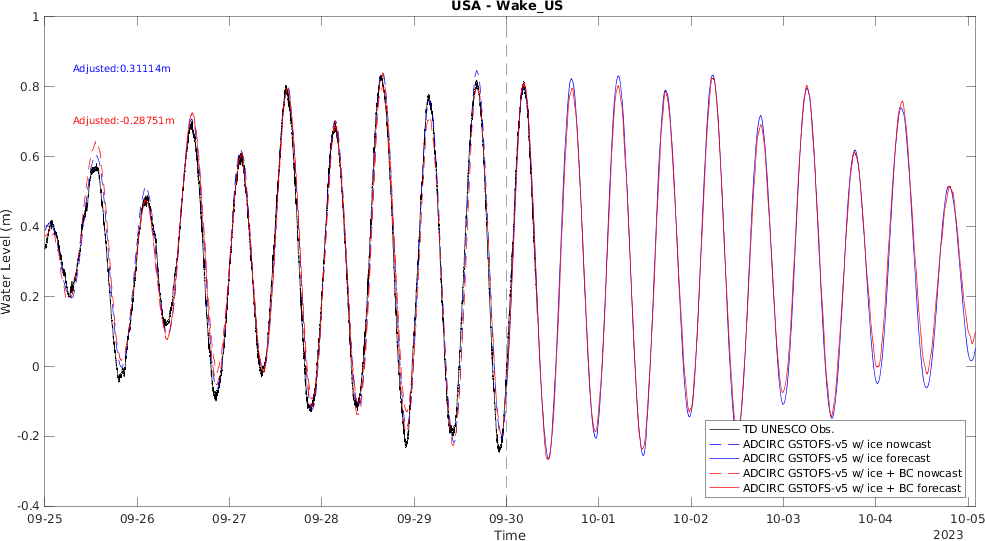 USA - Wake_US
1
0.8
0.6
0.4
0.2
0
-0.2
-0.4
Water Level (m)
Adjusted:0.31114m
Adjusted:-0.28751m
TD UNESCO Obs.
ADCIRC GSTOFS-v5 w/ ice nowcast
ADCIRC GSTOFS-v5 w/ ice forecast
ADCIRC GSTOFS-v5 w/ ice + BC nowcast
ADCIRC GSTOFS-v5 w/ ice + BC forecast
09-25 09-26 09-27 09-28 09-29 09-30 10-01 10-02 10-03 10-04 10-05
Time
2023